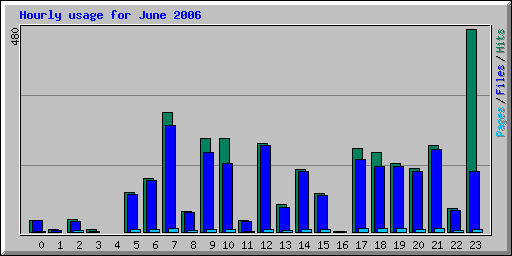 Hourly usage for June 2006
480
Pages / Files / Hits
0 1 2 3 4 5 6 7 8 9 10 11 12 13 14 15 16 17 18 19 20 21 22 23